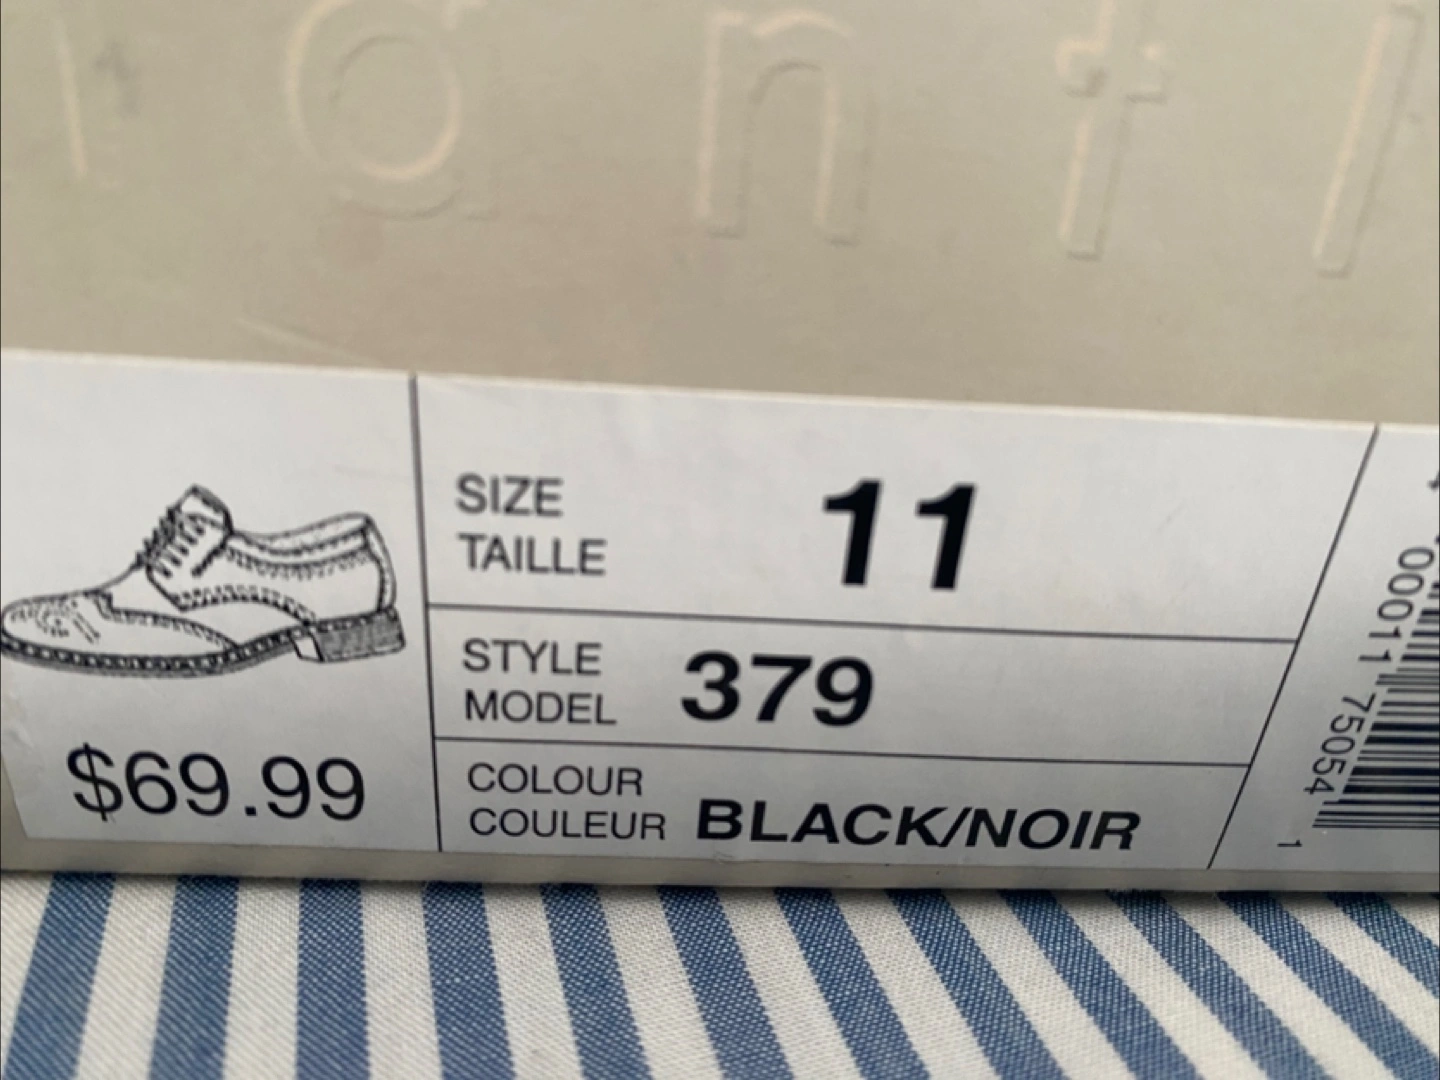 SIZE
TAILLE
11
STYLE
MODEL
379
COLOUR
COULEUR
BLACK/NOIR
$69.99
00011 75054
1